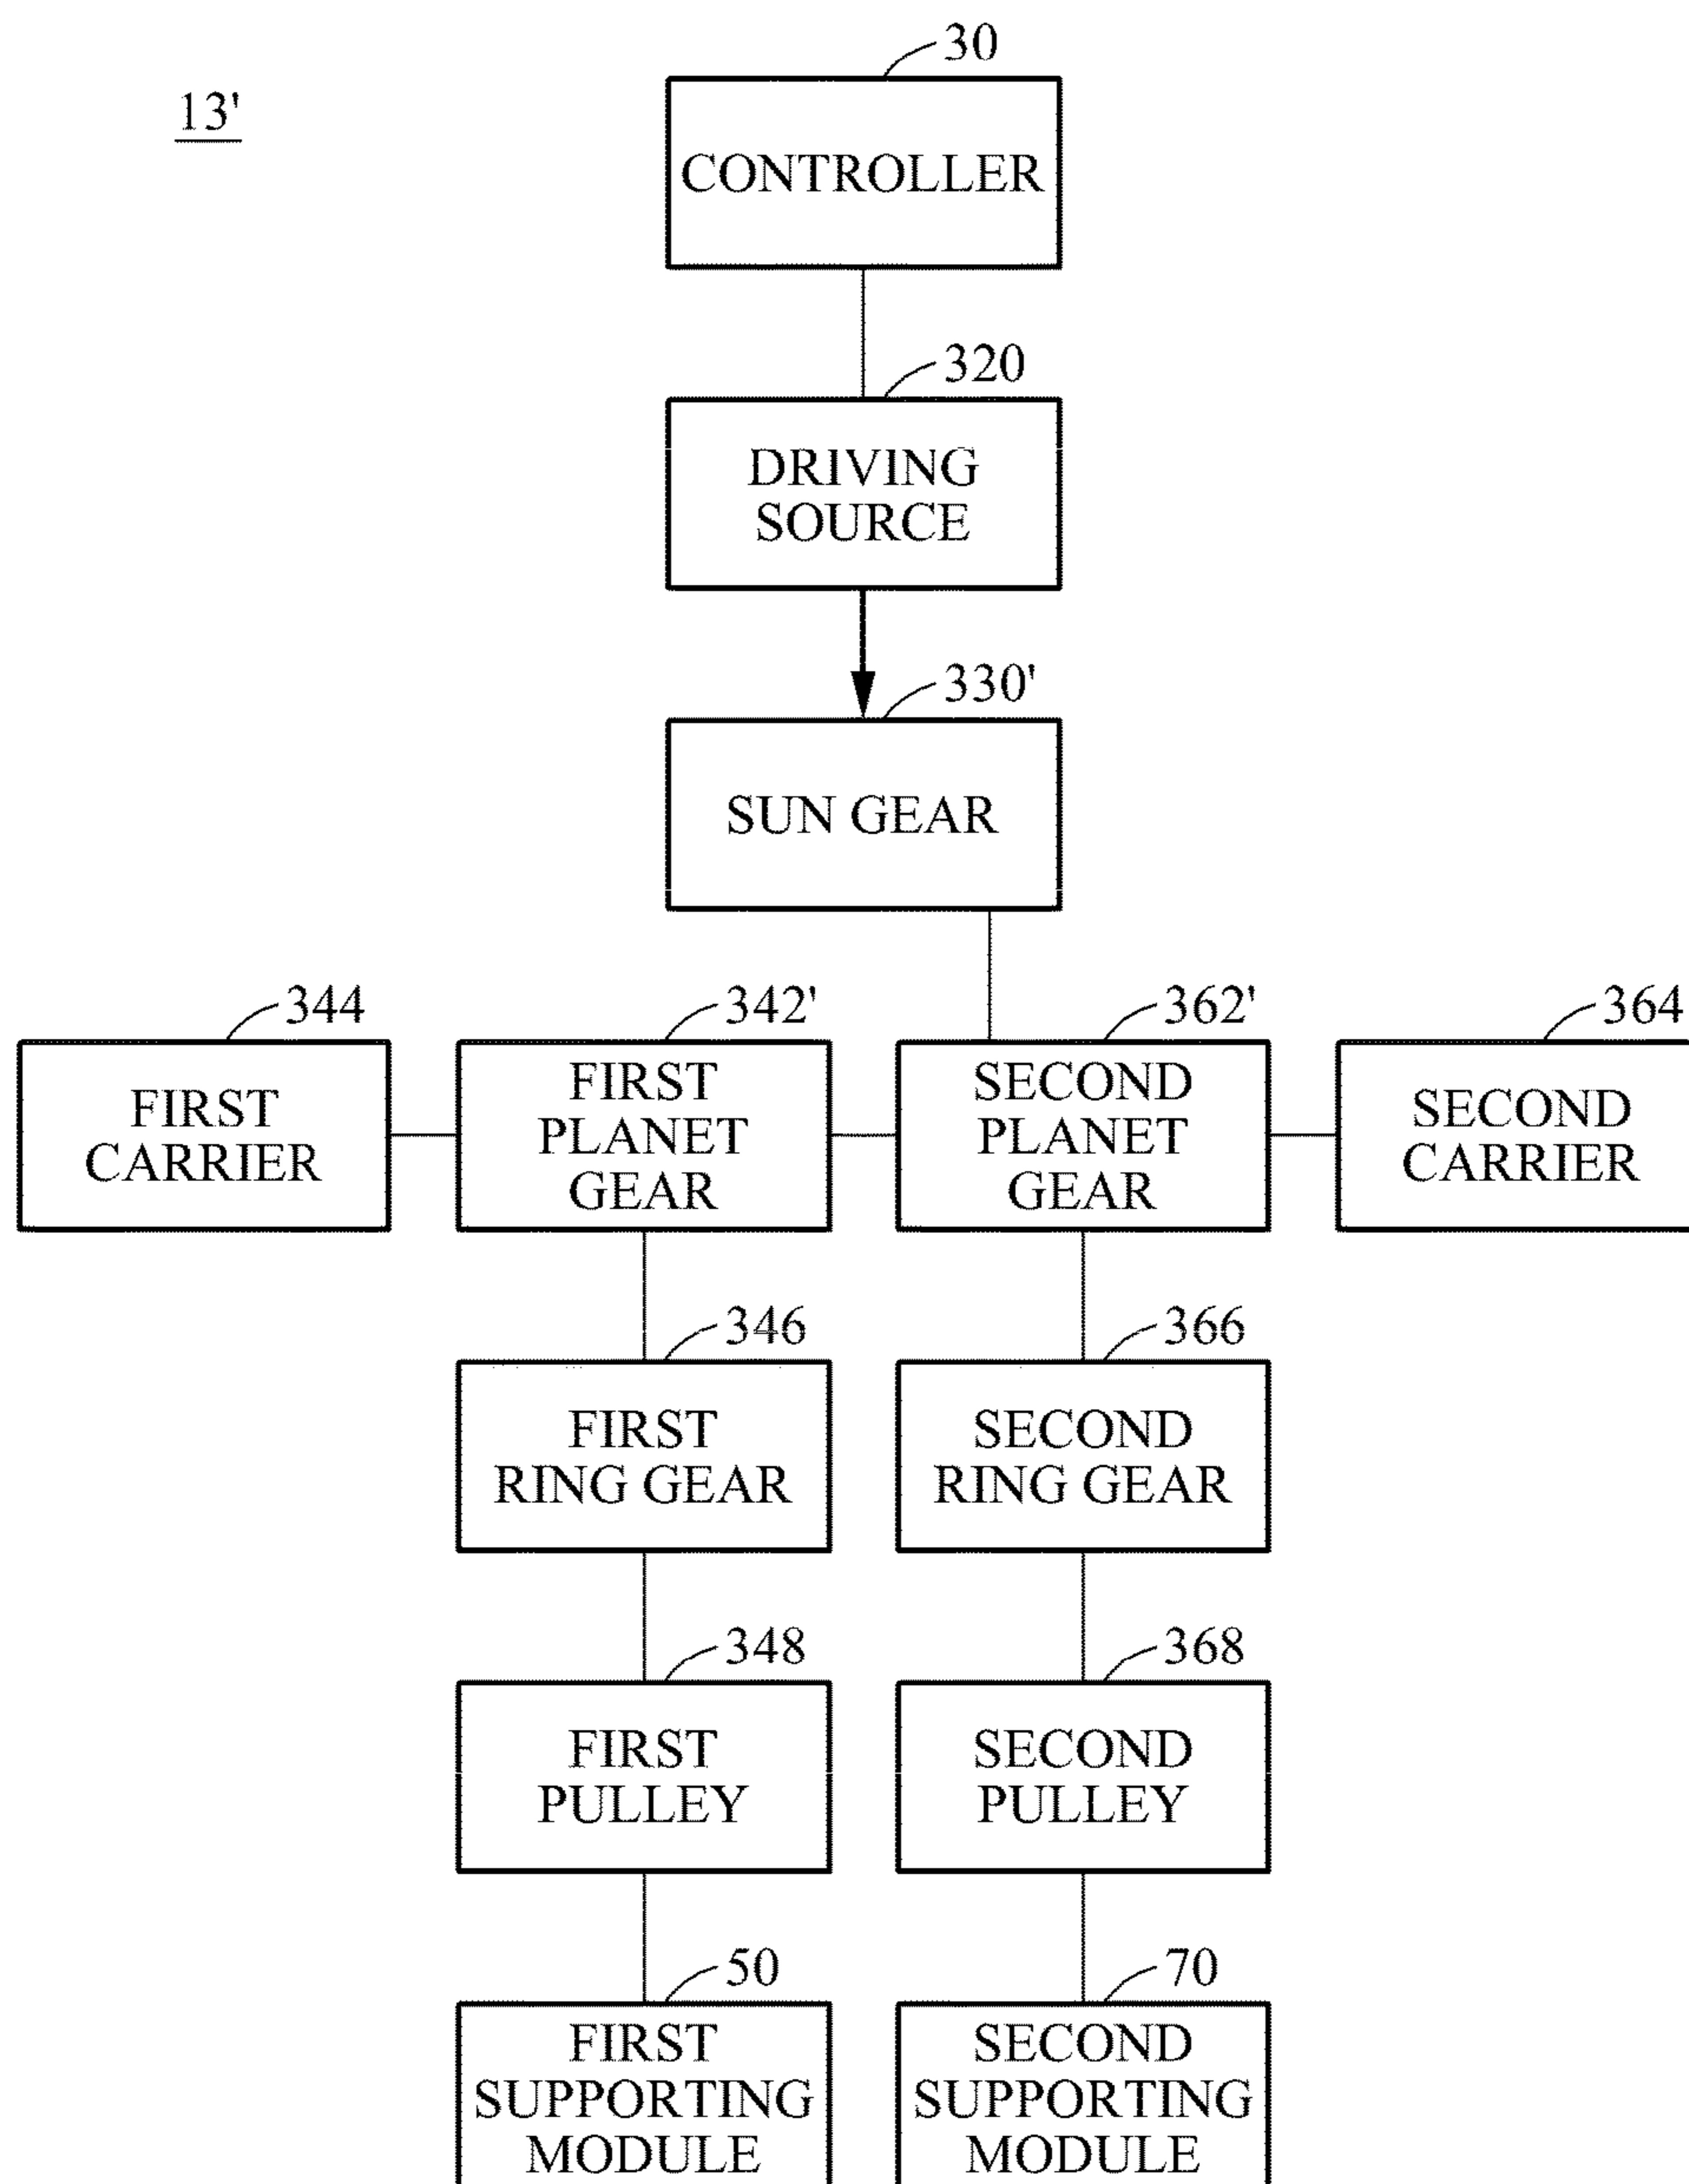 13'
30
CONTROLLER
320
DRIVING
SOURCE
330'
SUN GEAR
344
FIRST
CARRIER
342'
FIRST
PLANET
GEAR
362'
SECOND
PLANET
GEAR
364
SECOND
CARRIER
346
FIRST
RING GEAR
366
SECOND
RING GEAR
348
FIRST
PULLEY
368
SECOND
PULLEY
50
FIRST
SUPPORTING
MODULE
70
SECOND
SUPPORTING
MODULE